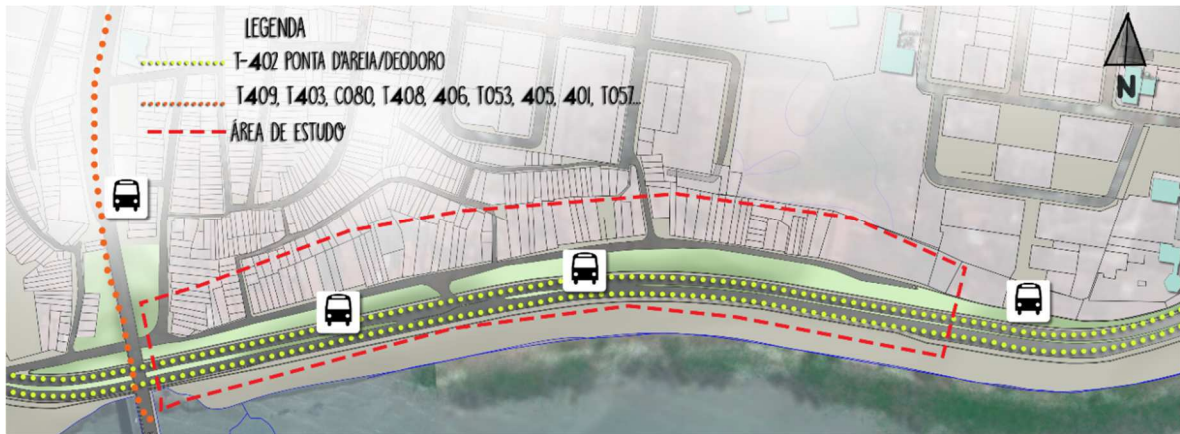 LEGENDA
T-402 PONTA D'AREIA/DEODORO
T409, T403, C080, T408, 406, T053, 405, 401, T057...
ÁREA DE ESTUDO
N